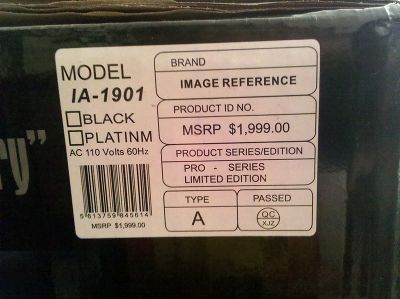 MODEL
IA-1901
BLACK
PLATINM
AC 110 Volts 60Hz
5613759845614
MSRP $1,999.00
BRAND
IMAGE REFERENCE
PRODUCT ID NO.
MSRP $1,999.00
PRODUCT SERIES/EDITION
PRO - SERIES
LIMITED EDITION
TYPE
A
PASSED
QC
XJZ
ry"